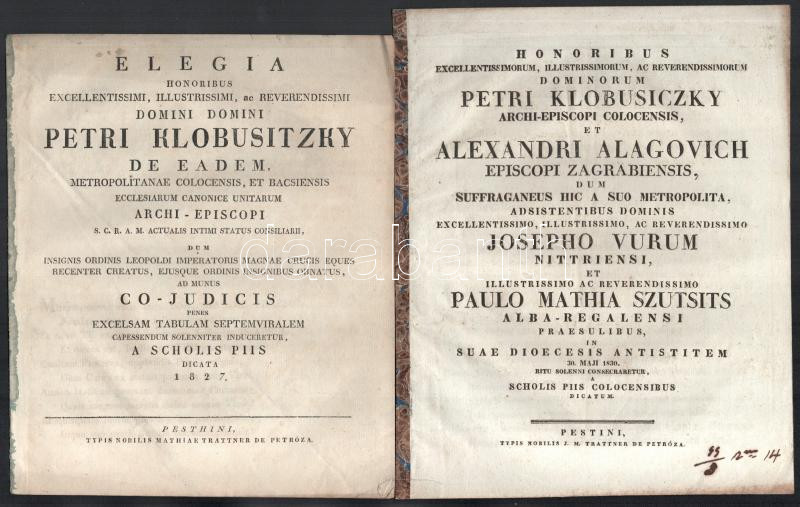 ELEGIA
HONORIBUS
EXCELLENTISSIMI, ILLUSTRISSIMI, ac REVERENDISSIMI
DOMINI DOMINI
PETRI KLOBUSITZKY
DE EADEM,
METROPOLITANAE COLOCENSIS, ET BACSIENSIS
ECCLESIARUM CANONICE UNITARUM
ARCHI-EPISCOPI
S. C. R. A. M. ACTUALIS INTIMI STATUS CONSILIARII,
DUM
INSIGNIS ORDINIS LEOPOLDI IMPERATORIS MAGNAE CRUCIS EQUES
RECENTER CREATUS, EJUSQUE ORDINIS INSIGNIBUS ORNATUS,
AD MUNUS
CO-JUDICIS
PENES
EXCELSAM TABULAM SEPTEMVIRALEM
CAPESSENDUM SOLENNITER INDUCERETUR,
A SCHOLIS PIIS
DICATA
1827.
PESTHINI,
TYPIS NOBILIS MATHIAE TRATTNER DE PETRÓZA.
HONORIBUS
EXCELLENTISSIMORUM, ILLUSTRISSIMORUM, AC REVERENDISSIMORUM
DOMINORUM
PETRI KLOBUSICZKY
ARCHI-EPISCOPI COLOCENSIS,
ET
ALEXANDRI ALAGOVICH
EPISCOPI ZAGRABIENSIS,
DUM
SUFFRAGANEUS HIC A SUO METROPOLITA,
ADSISTENTIBUS DOMINIS
EXCELLENTISSIMO, ILLUSTRISSIMO, AC REVERENDISSIMO
JOSEPHO VURUM
NITTRIENSI,
ET
ILLUSTRISSIMO AC REVERENDISSIMO
PAULO MATHIA SZUTSITS
ALBA-REGALENSI
PRAESULIBUS,
IN
SUAE DIOECESIS ANTISTITEM
30. MAJI 1830.
RITU SOLENNI CONSECRARETUR,
A
SCHOLIS PIIS COLOCENSIBUS
DICATUM.
PESTINI,
TYPIS NOBILIS J. M. TRATTNER DE PETRÓZA.
darabanth